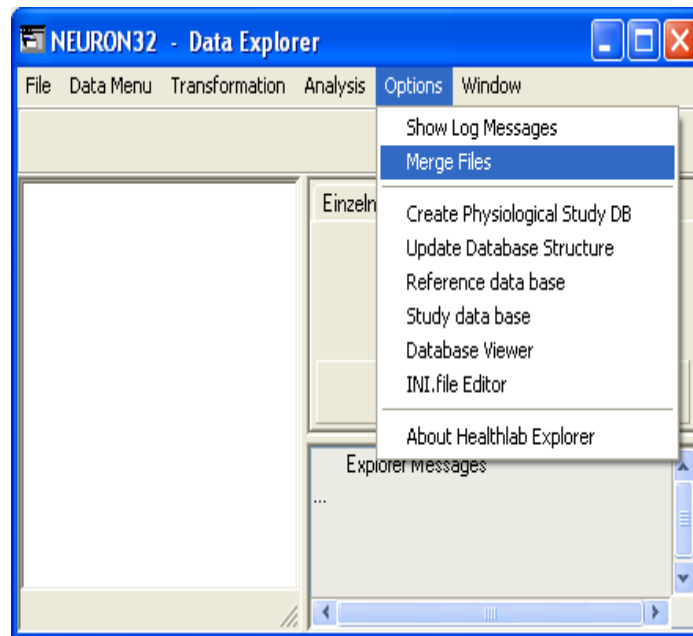 NEURON32 - Data Explorer
File Data Menu Transformation Analysis Options Window
Show Log Messages
Merge Files
Einzeln
Create Physiological Study DB
Update Database Structure
Reference data base
Study data base
Database Viewer
INI.file Editor
About Healthlab Explorer
Explorer Messages
...